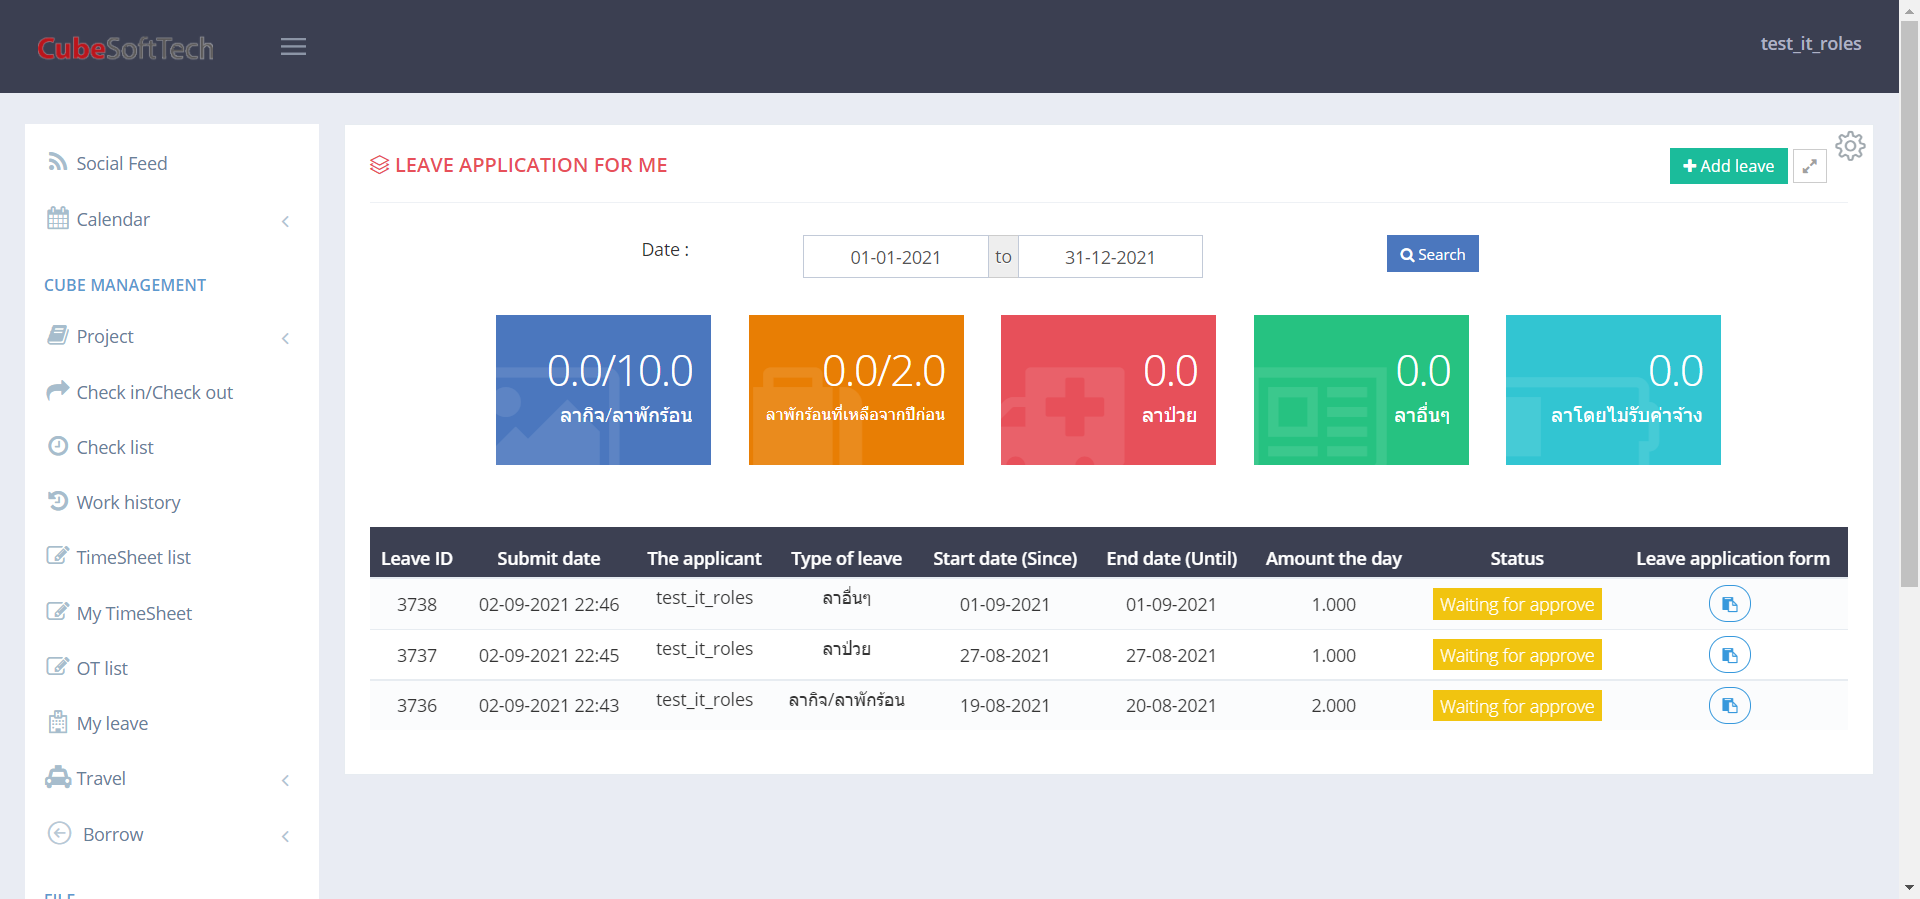 CubeSoftTech
test_it_roles
Social Feed
Calendar
CUBE MANAGEMENT
Project
Check in/Check out
Check list
Work history
TimeSheet list
My TimeSheet
OT list
My leave
Travel
Borrow
FILE
LEAVE APPLICATION FOR ME
Add leave
Date : 01-01-2021 to 31-12-2021 Search
0.0/10.0
ลากิจ/ลาพักร้อน
0.0/2.0
ลาพักร้อนที่เหลือจากปีก่อน
0.0
ลาป่วย
0.0
ลาอื่นๆ
0.0
ลาโดยไม่รับค่าจ้าง
Leave ID Submit date The applicant Type of leave Start date (Since) End date (Until) Amount the day Status Leave application form
3738 02-09-2021 22:46 test_it_roles ลาอื่นๆ 01-09-2021 01-09-2021 1.000 Waiting for approve
3737 02-09-2021 22:45 test_it_roles ลาป่วย 27-08-2021 27-08-2021 1.000 Waiting for approve
3736 02-09-2021 22:43 test_it_roles ลากิจ/ลาพักร้อน 19-08-2021 20-08-2021 2.000 Waiting for approve